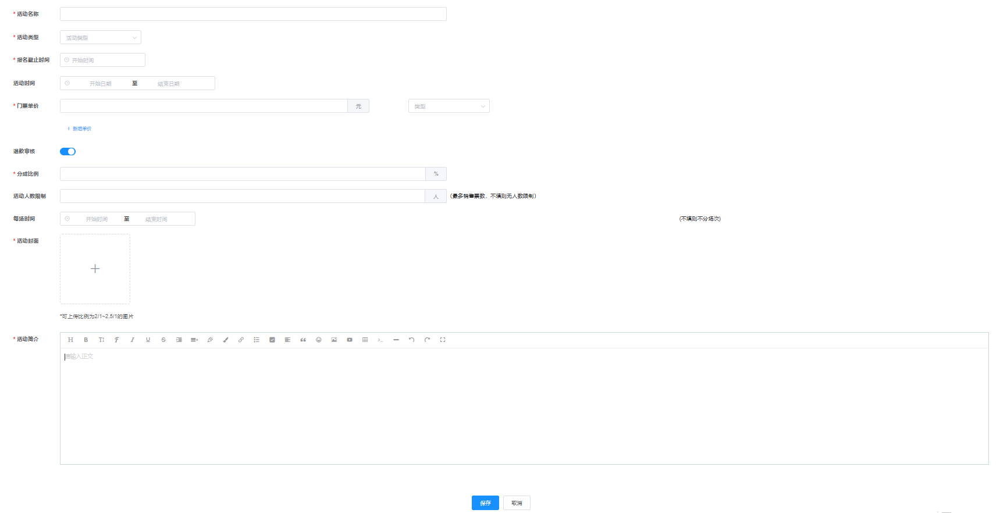 * 活动名称
* 活动类型 活动类型
* 报名截止时间 开始时间
活动时间 开始日期 至 结束日期
* 门票单价 元 类型
+ 新增单价
退款审核
* 分成比例 %
活动人数限制 人 （最多销售票数，不填则无人数限制）
每场时间 开始时间 至 结束时间 (不填则不分场次)
* 活动封面
*可上传比例为2/1~2.5/1的图片
* 活动简介
请输入正文
保存 取消